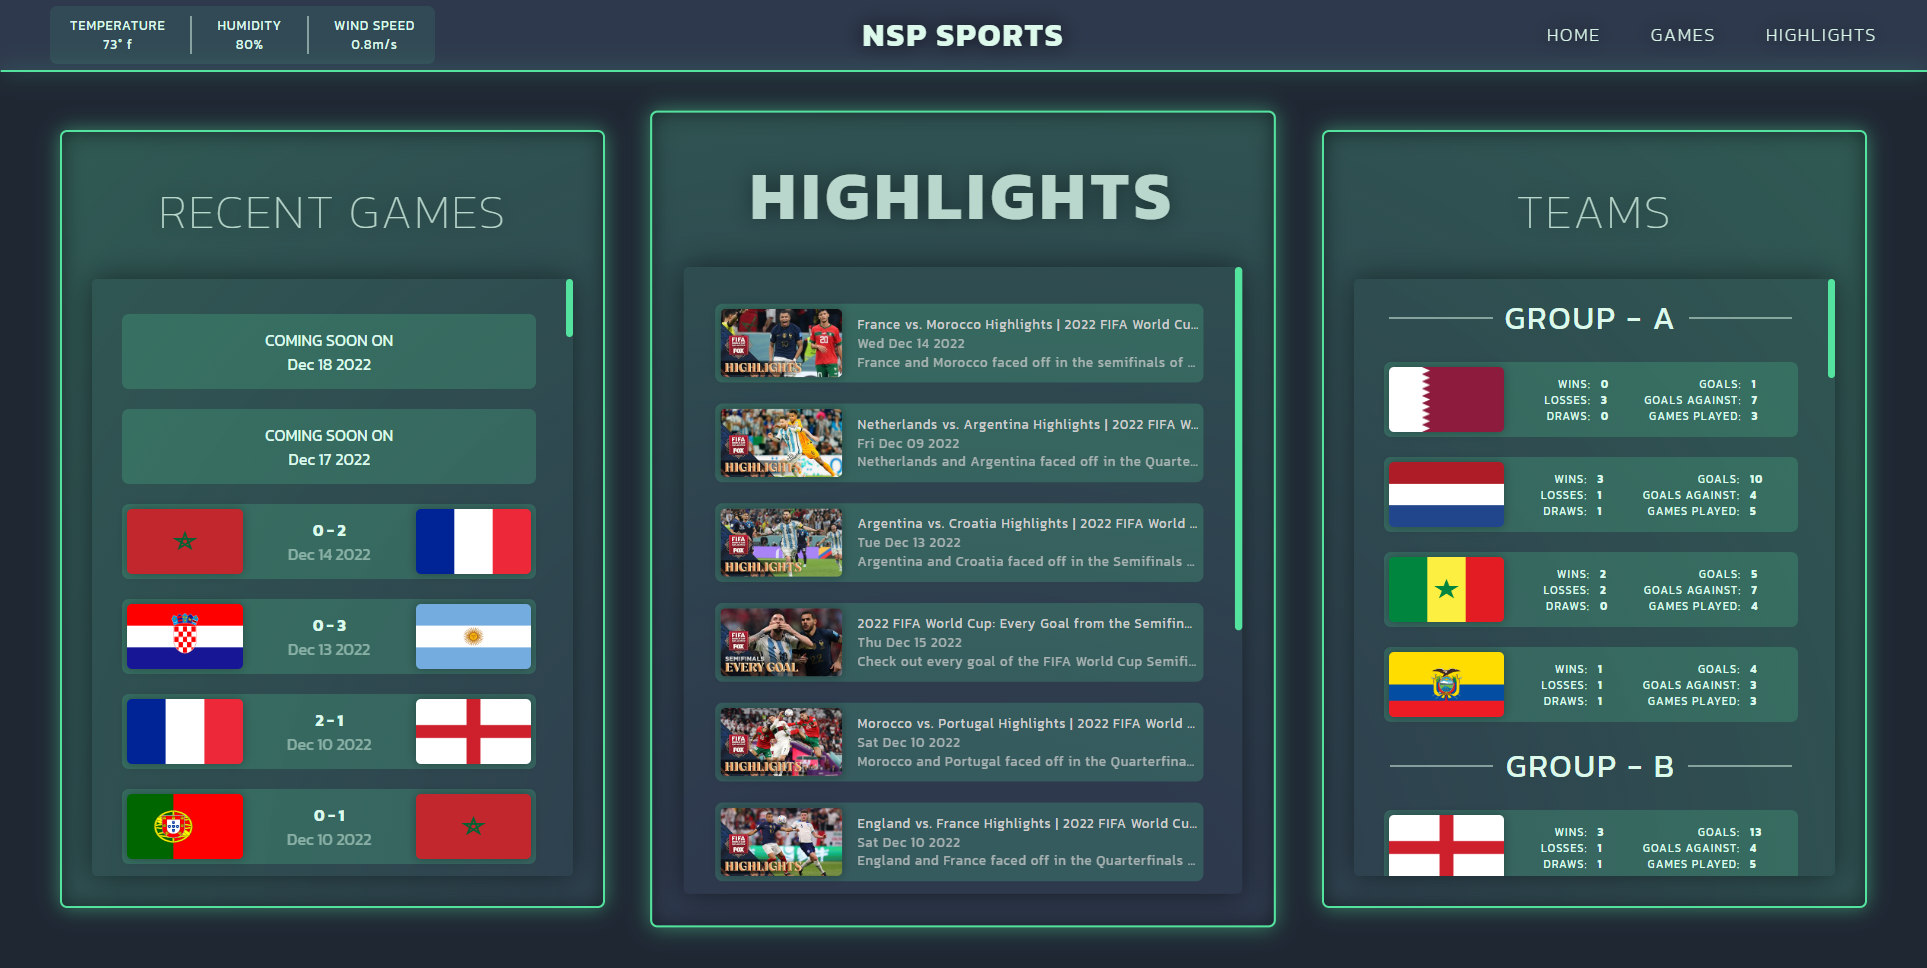 TEMPERATURE
73° f
HUMIDITY
80%
WIND SPEED
0.8m/s
NSP SPORTS
HOME
GAMES
HIGHLIGHTS
RECENT GAMES
COMING SOON ON
Dec 18 2022
COMING SOON ON
Dec 17 2022
0 - 2
Dec 14 2022
0 - 3
Dec 13 2022
2 - 1
Dec 10 2022
0 - 1
Dec 10 2022
HIGHLIGHTS
FIFA
FOX
HIGHLIGHTS
France vs. Morocco Highlights | 2022 FIFA World Cu...
Wed Dec 14 2022
France and Morocco faced off in the semifinals of ...
FIFA
FOX
HIGHLIGHTS
Netherlands vs. Argentina Highlights | 2022 FIFA W...
Fri Dec 09 2022
Netherlands and Argentina faced off in the Quarte...
FIFA
FOX
HIGHLIGHTS
Argentina vs. Croatia Highlights | 2022 FIFA World ...
Tue Dec 13 2022
Argentina and Croatia faced off in the Semifinals ...
FIFA
FOX
SEMIFINALS
EVERY GOAL
2022 FIFA World Cup: Every Goal from the Semifin...
Thu Dec 15 2022
Check out every goal of the FIFA World Cup Semifi...
FIFA
FOX
HIGHLIGHTS
Morocco vs. Portugal Highlights | 2022 FIFA World ...
Sat Dec 10 2022
Morocco and Portugal faced off in the Quarterfina...
FIFA
FOX
HIGHLIGHTS
England vs. France Highlights | 2022 FIFA World Cu...
Sat Dec 10 2022
England and France faced off in the Quarterfinals ...
TEAMS
GROUP - A
WINS: 0 GOALS: 1
LOSSES: 3 GOALS AGAINST: 7
DRAWS: 0 GAMES PLAYED: 3
WINS: 3 GOALS: 10
LOSSES: 1 GOALS AGAINST: 4
DRAWS: 1 GAMES PLAYED: 5
WINS: 2 GOALS: 5
LOSSES: 2 GOALS AGAINST: 7
DRAWS: 0 GAMES PLAYED: 4
WINS: 1 GOALS: 4
LOSSES: 1 GOALS AGAINST: 3
DRAWS: 1 GAMES PLAYED: 3
GROUP - B
WINS: 3 GOALS: 13
LOSSES: 1 GOALS AGAINST: 4
DRAWS: 1 GAMES PLAYED: 5